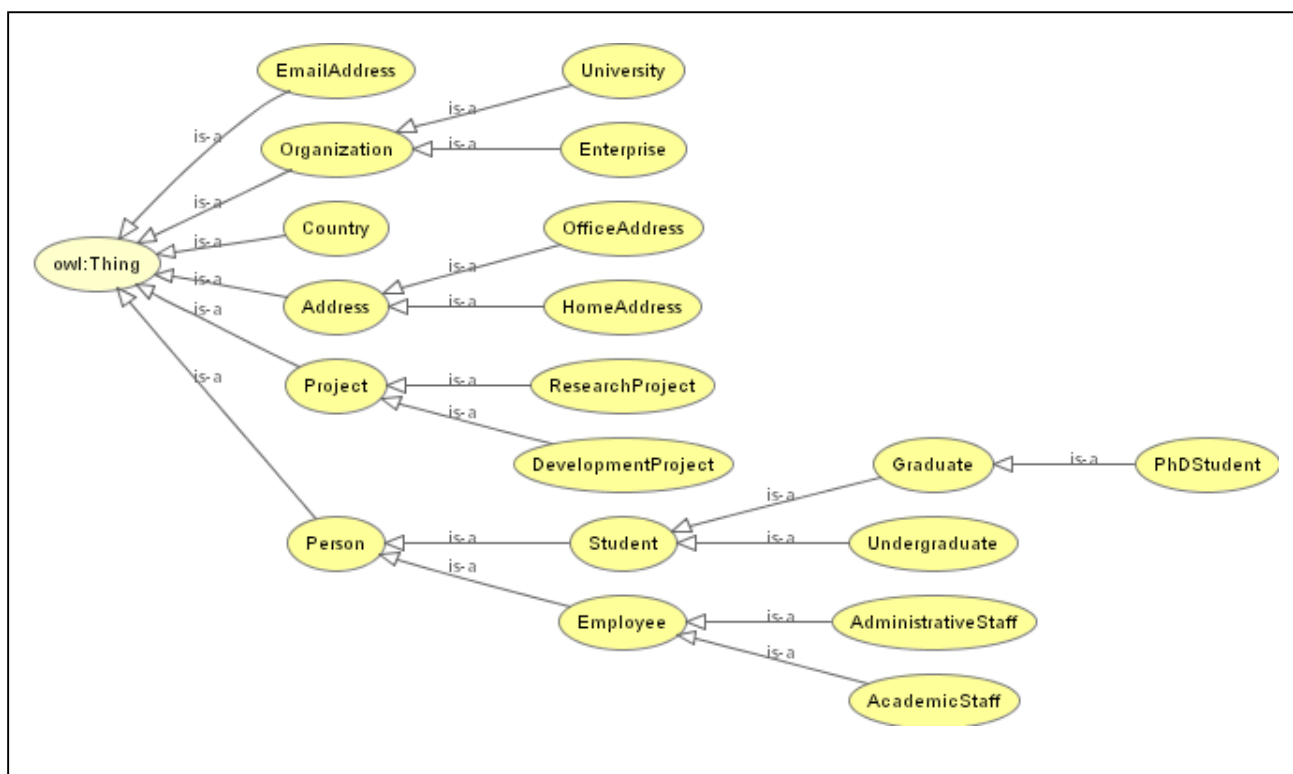 EmailAddress
University
is-a
is-a
Organization
is-a
Enterprise
is-a
Country
OfficeAddress
is-a
owl:Thing
is-a
is-a
Address
is-a
HomeAddress
is-a
Project
is-a
ResearchProject
is-a
is-a
DevelopmentProject
Graduate
is-a
PhDStudent
is-a
Person
is-a
Student
is-a
Undergraduate
is-a
Employee
is-a
AdministrativeStaff
is-a
AcademicStaff